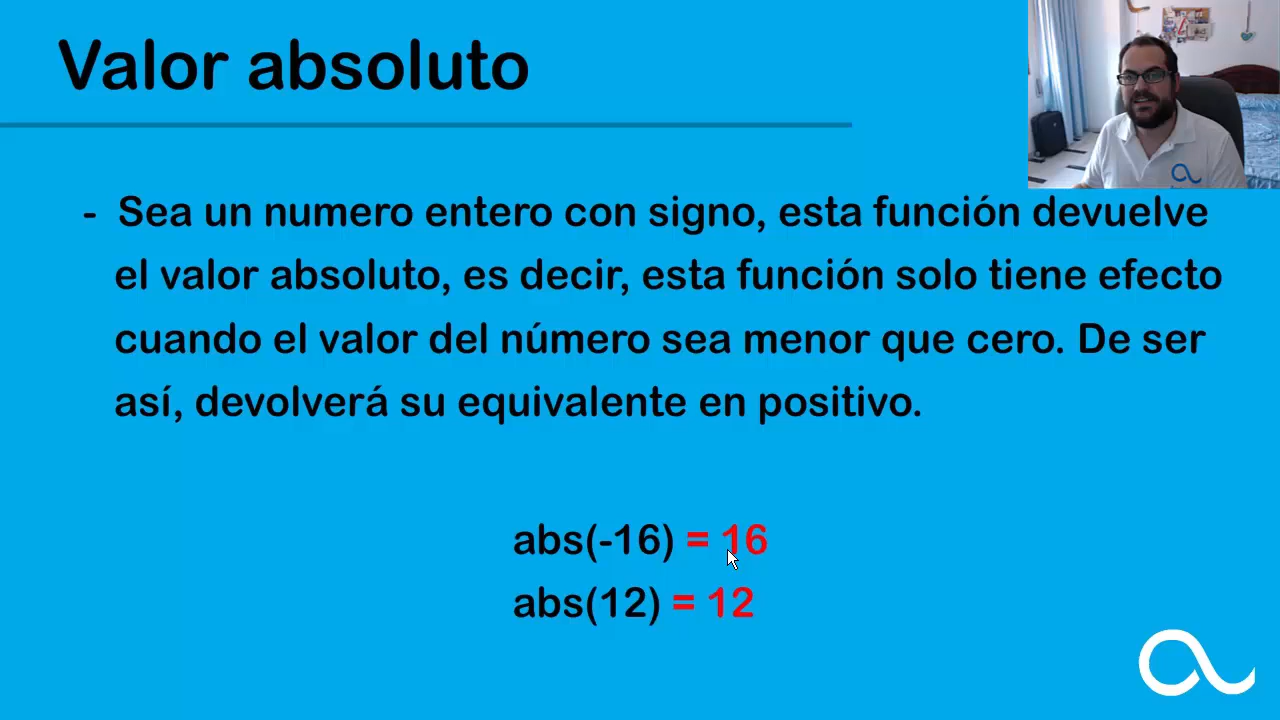 Valor absoluto
- Sea un numero entero con signo, esta función devuelve
el valor absoluto, es decir, esta función solo tiene efecto
cuando el valor del número sea menor que cero. De ser
así, devolverá su equivalente en positivo.
abs(-16) = 16
abs(12) = 12